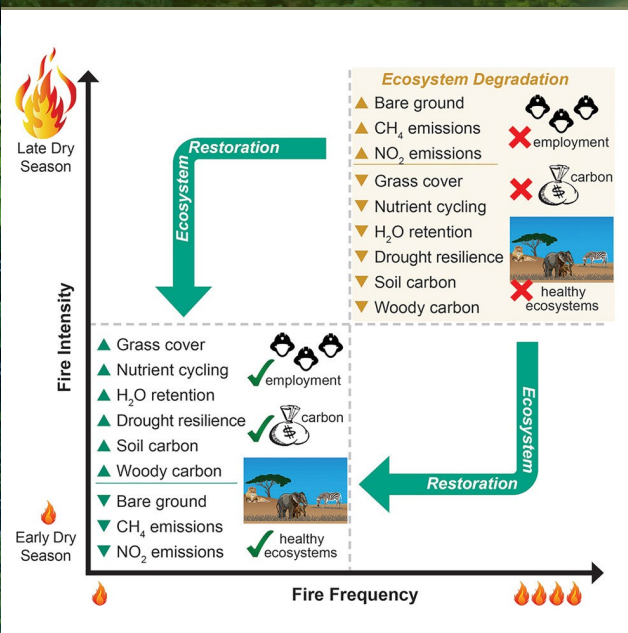 Ecosystem Degradation
▲ Bare ground
▲ CH₄ emissions
▲ NO₂ emissions
▼ Grass cover
▼ Nutrient cycling
▼ H₂O retention
▼ Drought resilience
▼ Soil carbon
▼ Woody carbon
employment
carbon
$
healthy
ecosystems
Late Dry
Season
Ecosystem
Restoration
Fire Intensity
▲ Grass cover
▲ Nutrient cycling
▲ H₂O retention
▲ Drought resilience
▲ Soil carbon
▲ Woody carbon
▼ Bare ground
▼ CH₄ emissions
▼ NO₂ emissions
employment
carbon
$
healthy
ecosystems
Ecosystem
Restoration
Early Dry
Season
Fire Frequency